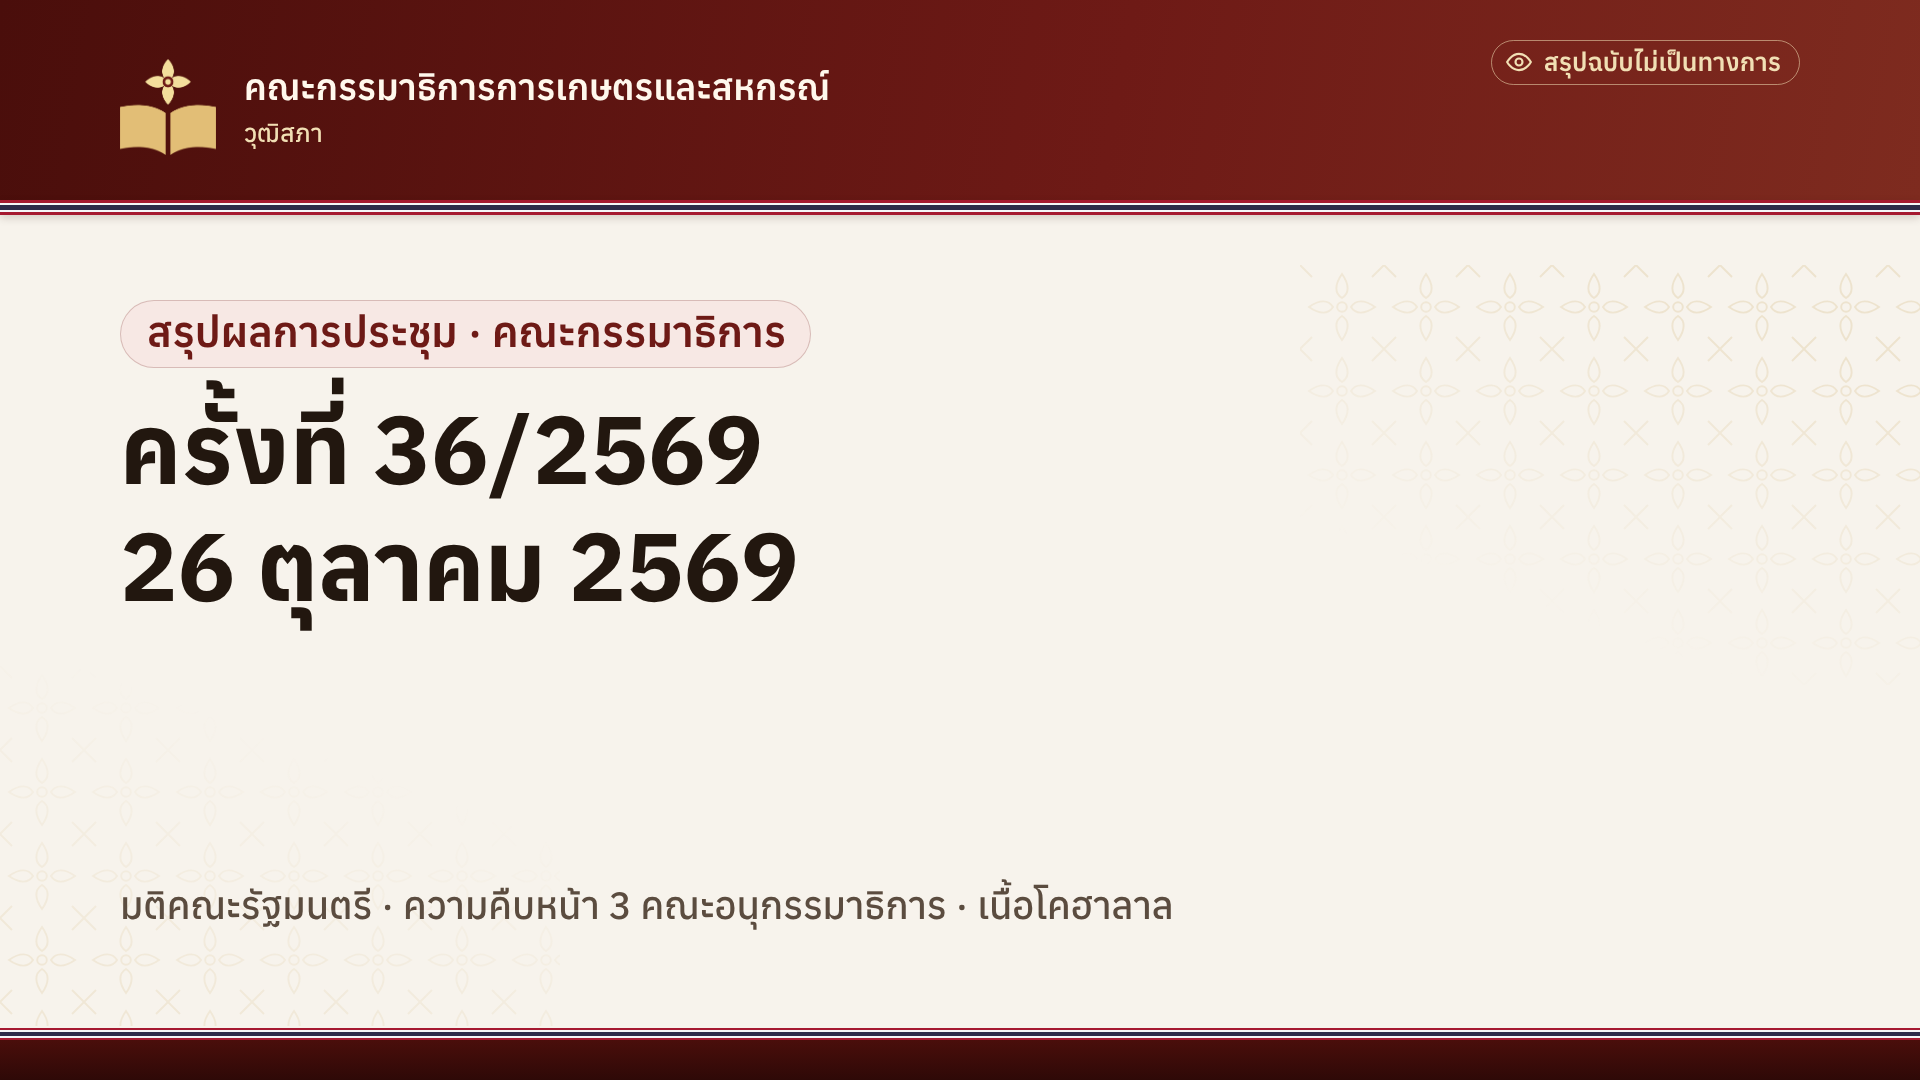 คณะกรรมาธิการการเกษตรและสหกรณ์
วุฒิสภา
สรุปฉบับไม่เป็นทางการ
สรุปผลการประชุม · คณะกรรมาธิการ
ครั้งที่ 36/2569
26 ตุลาคม 2569
มติคณะรัฐมนตรี · ความคืบหน้า 3 คณะอนุกรรมาธิการ · เนื้อโคฮาลาล